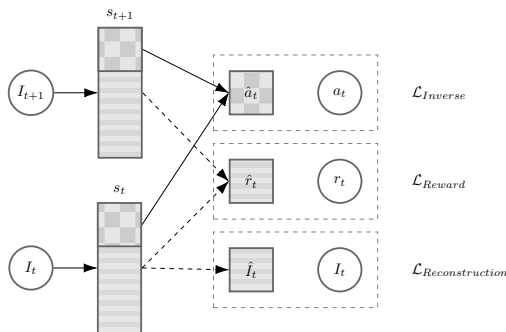 s_{t+1}
I_{t+1}
â_t
a_t
ℒ_{Inverse}
r̂_t
r_t
ℒ_{Reward}
s_t
I_t
Î_t
I_t
ℒ_{Reconstruction}